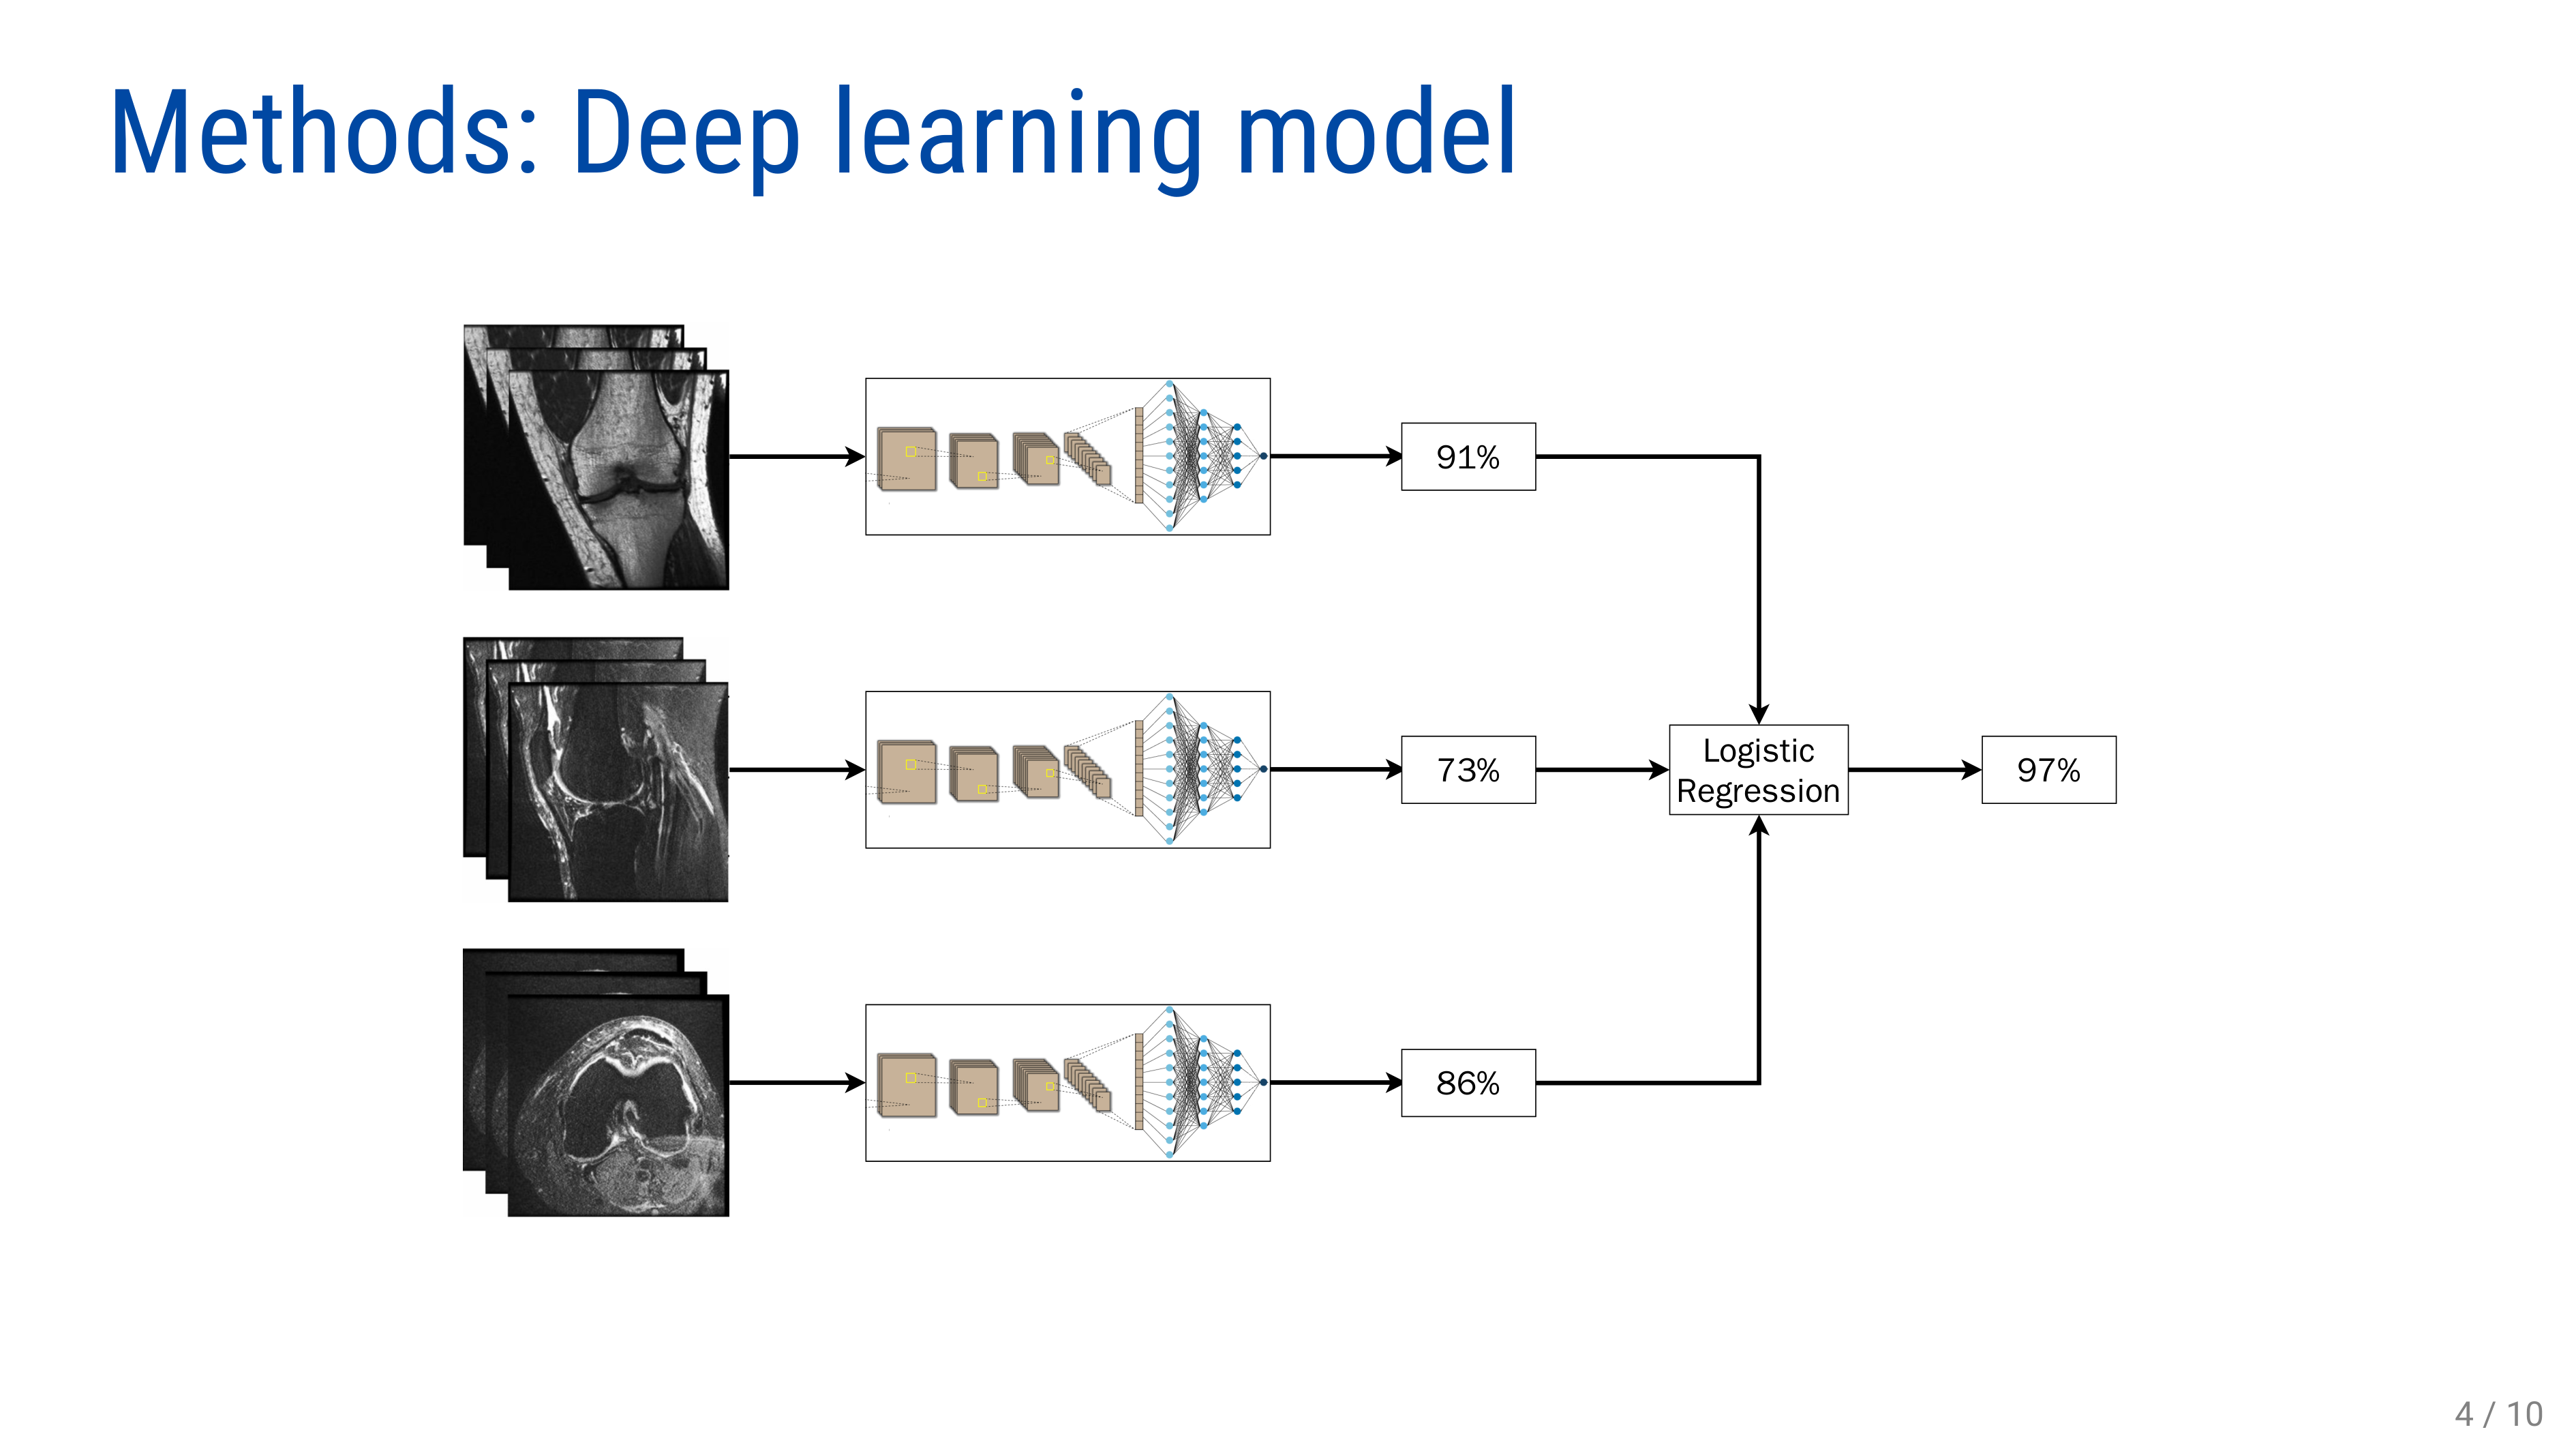 Methods: Deep learning model
91%
73%
Logistic
Regression
97%
86%
4 / 10